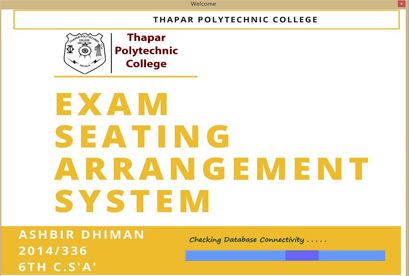 Welcome
THAPAR POLYTECHNIC COLLEGE
Thapar
Polytechnic
College
EXAM
SEATING
ARRANGEMENT
SYSTEM
ASHBIR DHIMAN
2014/336
6TH C.S'A'
Checking Database Connectivity . . . . .